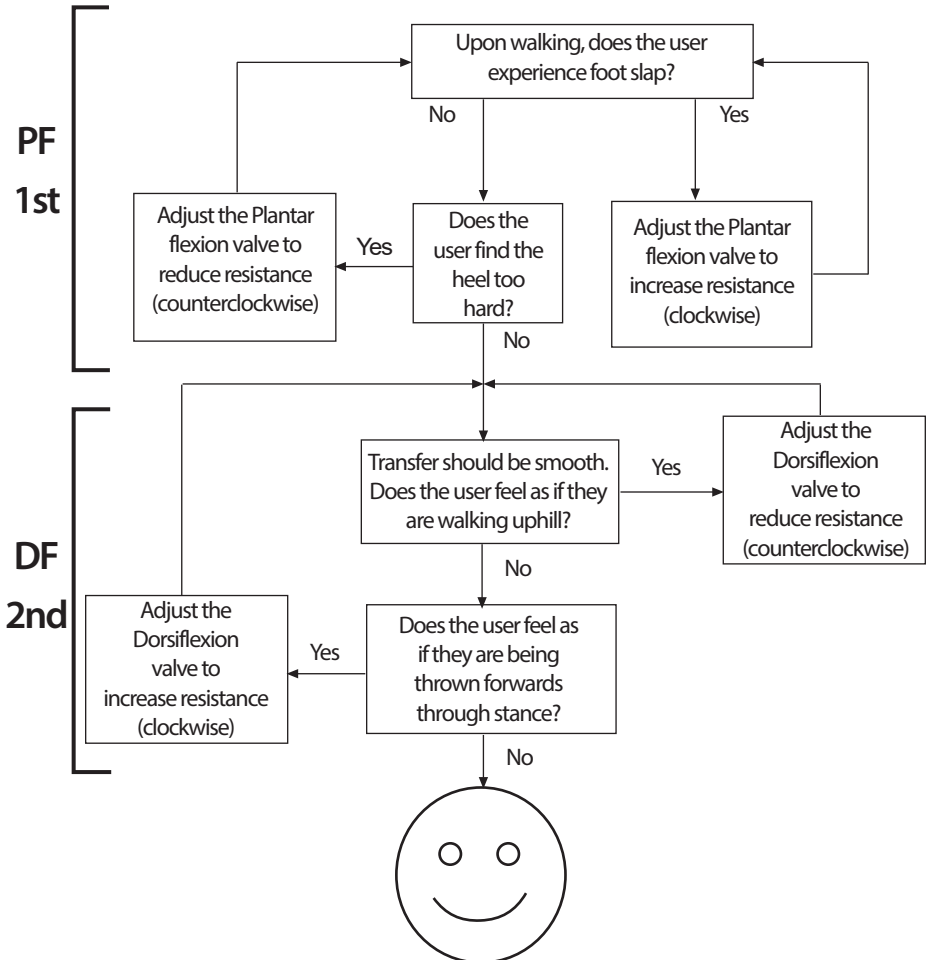 PF
1st
Upon walking, does the user
experience foot slap?
No
Yes
Adjust the Plantar
flexion valve to
reduce resistance
(counterclockwise)
Yes
Does the
user find the
heel too
hard?
Adjust the Plantar
flexion valve to
increase resistance
(clockwise)
No
DF
2nd
Transfer should be smooth.
Does the user feel as if they
are walking uphill?
Yes
Adjust the
Dorsiflexion
valve to
reduce resistance
(counterclockwise)
No
Adjust the
Dorsiflexion
valve to
increase resistance
(clockwise)
Yes
Does the user feel as
if they are being
thrown forwards
through stance?
No